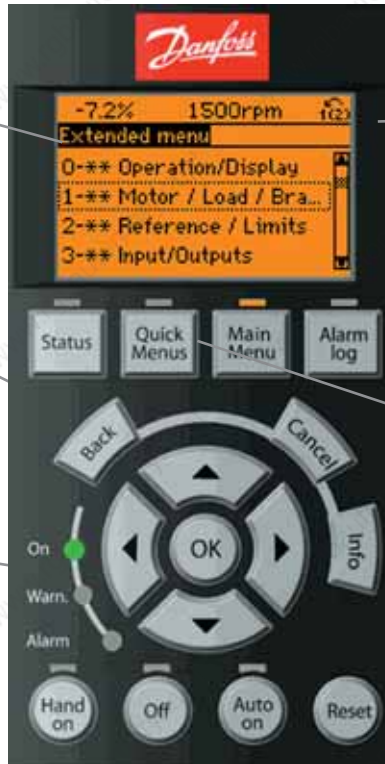 Danfoss
-7.2% 1500rpm 1(2)
Extended menu
0-** Operation/Display
1-** Motor / Load / Bra...
2-** Reference / Limits
3-** Input/Outputs
Status
Quick Menus
Main Menu
Alarm log
Back
Cancel
Info
OK
On
Warn.
Alarm
Hand on
Off
Auto on
Reset